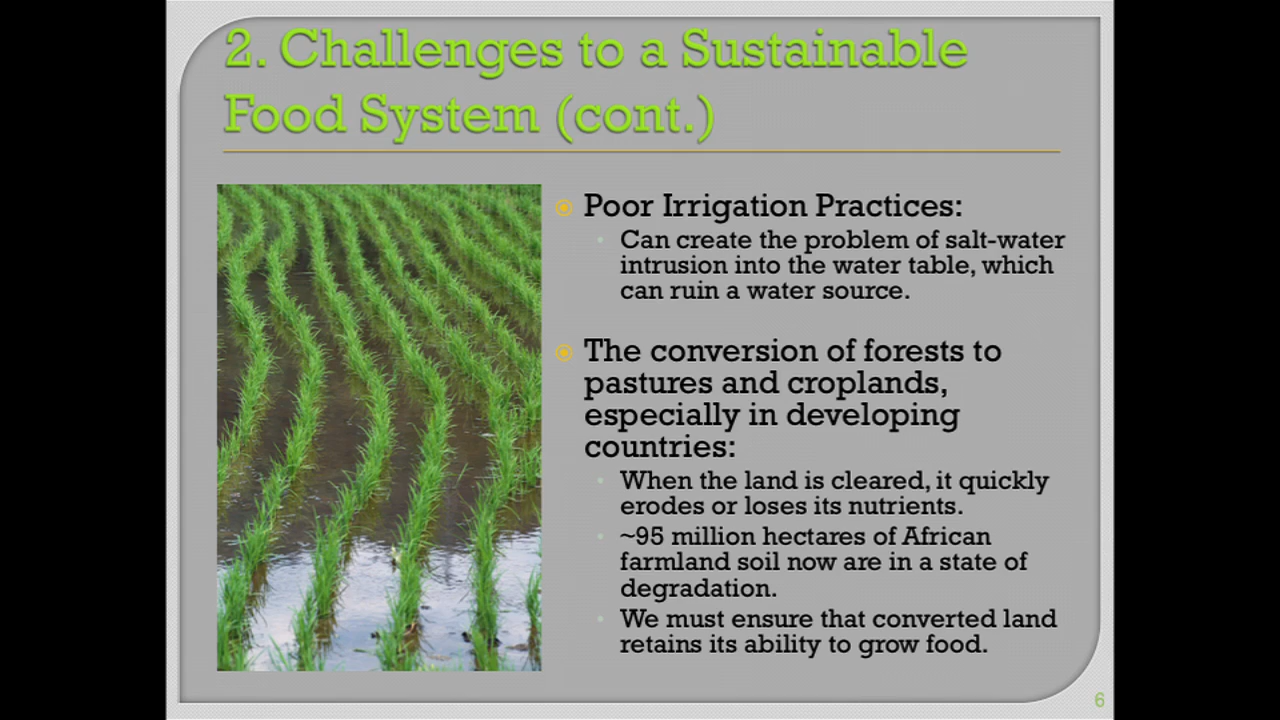 2. Challenges to a Sustainable
Food System (cont.)
Poor Irrigation Practices:
Can create the problem of salt-water
intrusion into the water table, which
can ruin a water source.
The conversion of forests to
pastures and croplands,
especially in developing
countries:
When the land is cleared, it quickly
erodes or loses its nutrients.
~95 million hectares of African
farmland soil now are in a state of
degradation.
We must ensure that converted land
retains its ability to grow food.
6